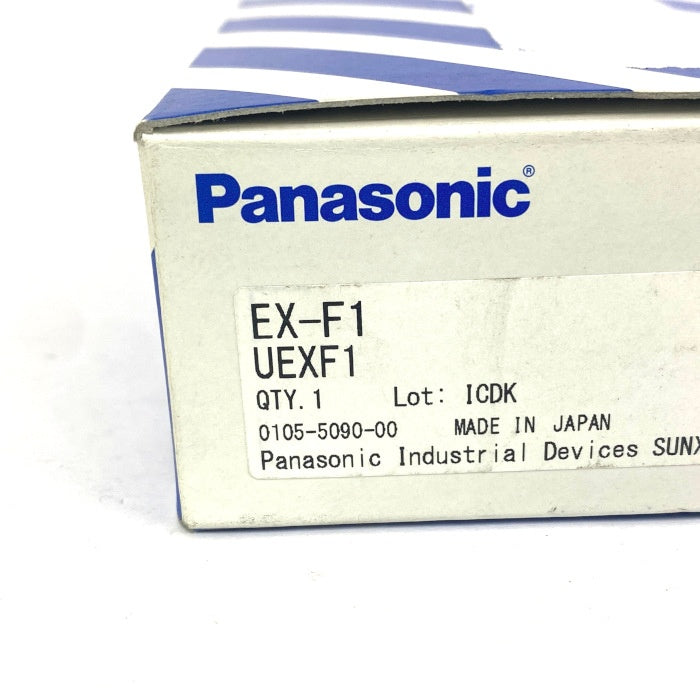 Panasonic®
EX-F1
UEXF1
QTY. 1 Lot: ICDK
0105-5090-00 MADE IN JAPAN
Panasonic Industrial Devices SUNX